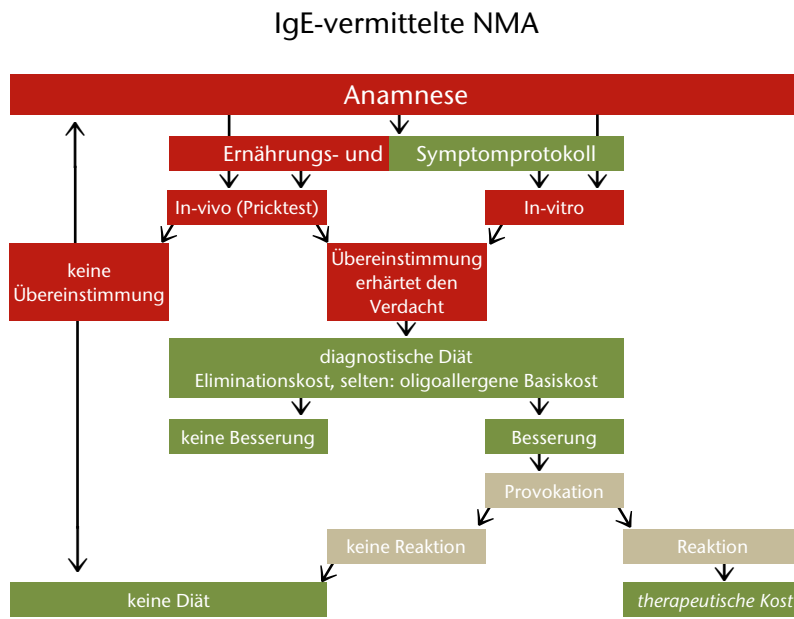 IgE-vermittelte NMA
Anamnese
Ernährungs- und Symptomprotokoll
In-vivo (Pricktest)
In-vitro
keine
Übereinstimmung
Übereinstimmung
erhärtet den
Verdacht
diagnostische Diät
Eliminationskost, selten: oligoallergene Basiskost
keine Besserung
Besserung
Provokation
keine Reaktion
Reaktion
keine Diät
therapeutische Kost